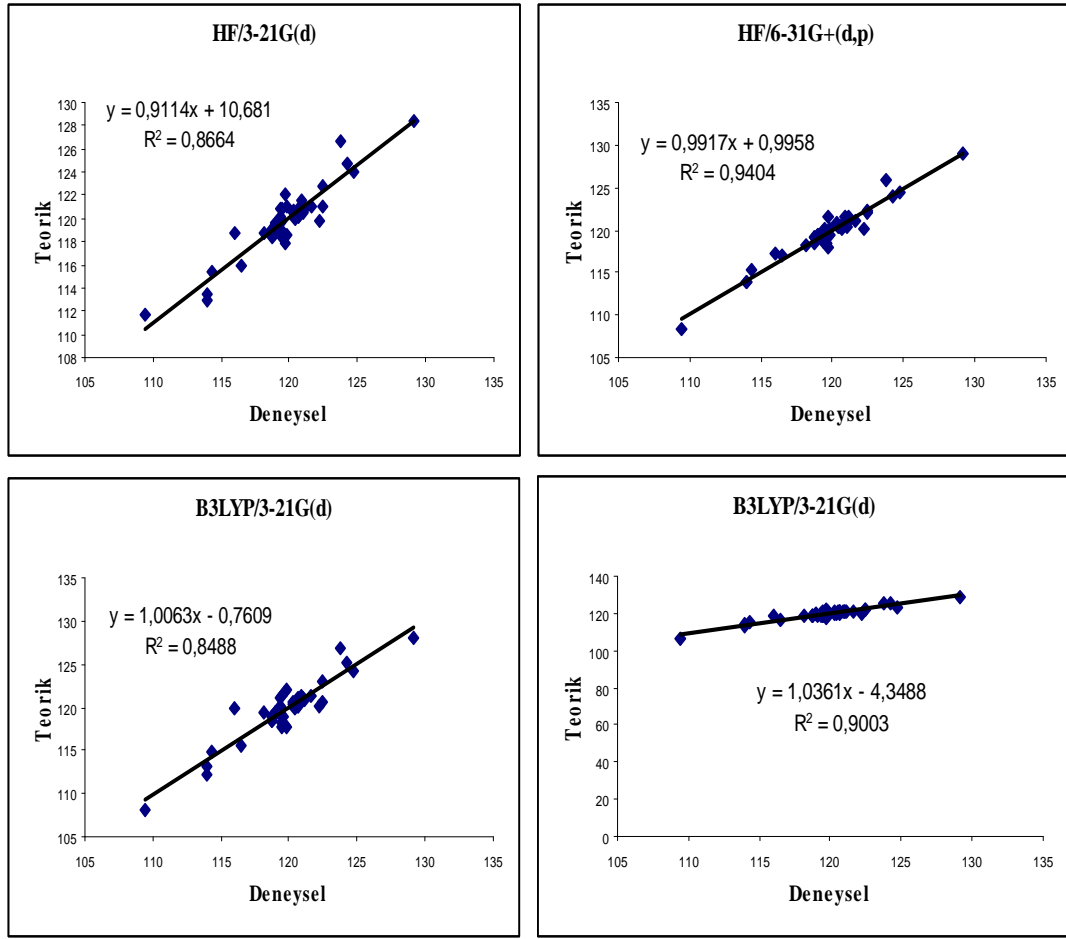 HF/3-21G(d)
y = 0,9114x + 10,681
R² = 0,8664
130
128
126
124
122
120
118
116
114
112
110
108
105 110 115 120 125 130 135
Teorik
Deneysel
HF/6-31G+(d,p)
y = 0,9917x + 0,9958
R² = 0,9404
135
130
125
120
115
110
105
105 110 115 120 125 130 135
Teorik
Deneysel
B3LYP/3-21G(d)
y = 1,0063x - 0,7609
R² = 0,8488
135
130
125
120
115
110
105
105 110 115 120 125 130 135
Teorik
Deneysel
B3LYP/3-21G(d)
140
120
100
80
60
40
20
0
y = 1,0361x - 4,3488
R² = 0,9003
105 110 115 120 125 130 135
Teorik
Deneysel